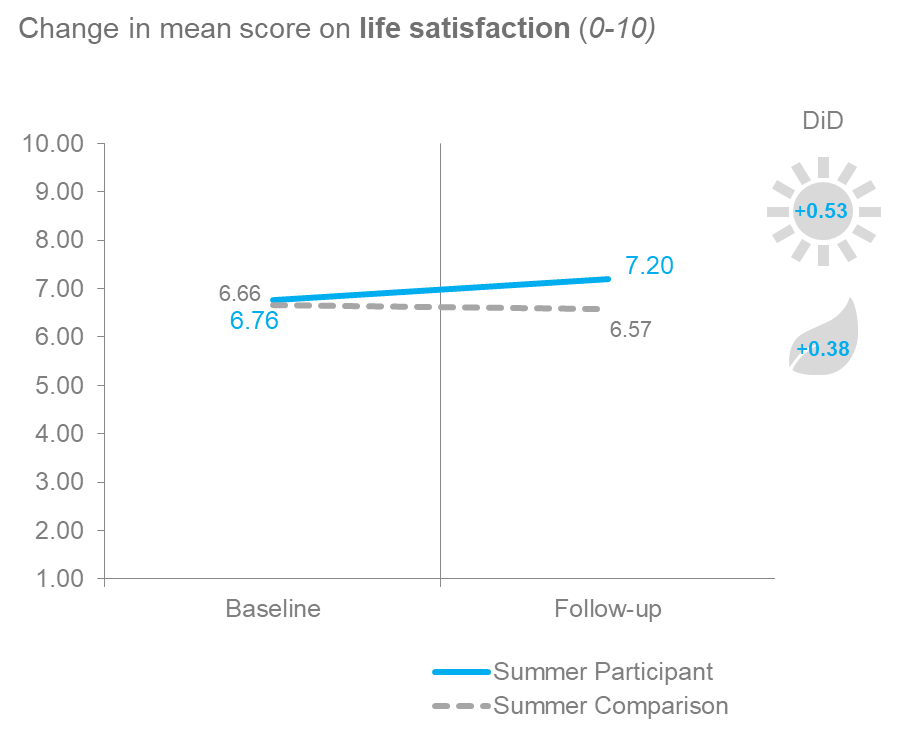 Change in mean score on life satisfaction (0-10)
DiD
+0.53
+0.38
10.00
9.00
8.00
7.00
6.00
5.00
4.00
3.00
2.00
1.00
6.66
6.76
7.20
6.57
Baseline
Follow-up
Summer Participant
Summer Comparison